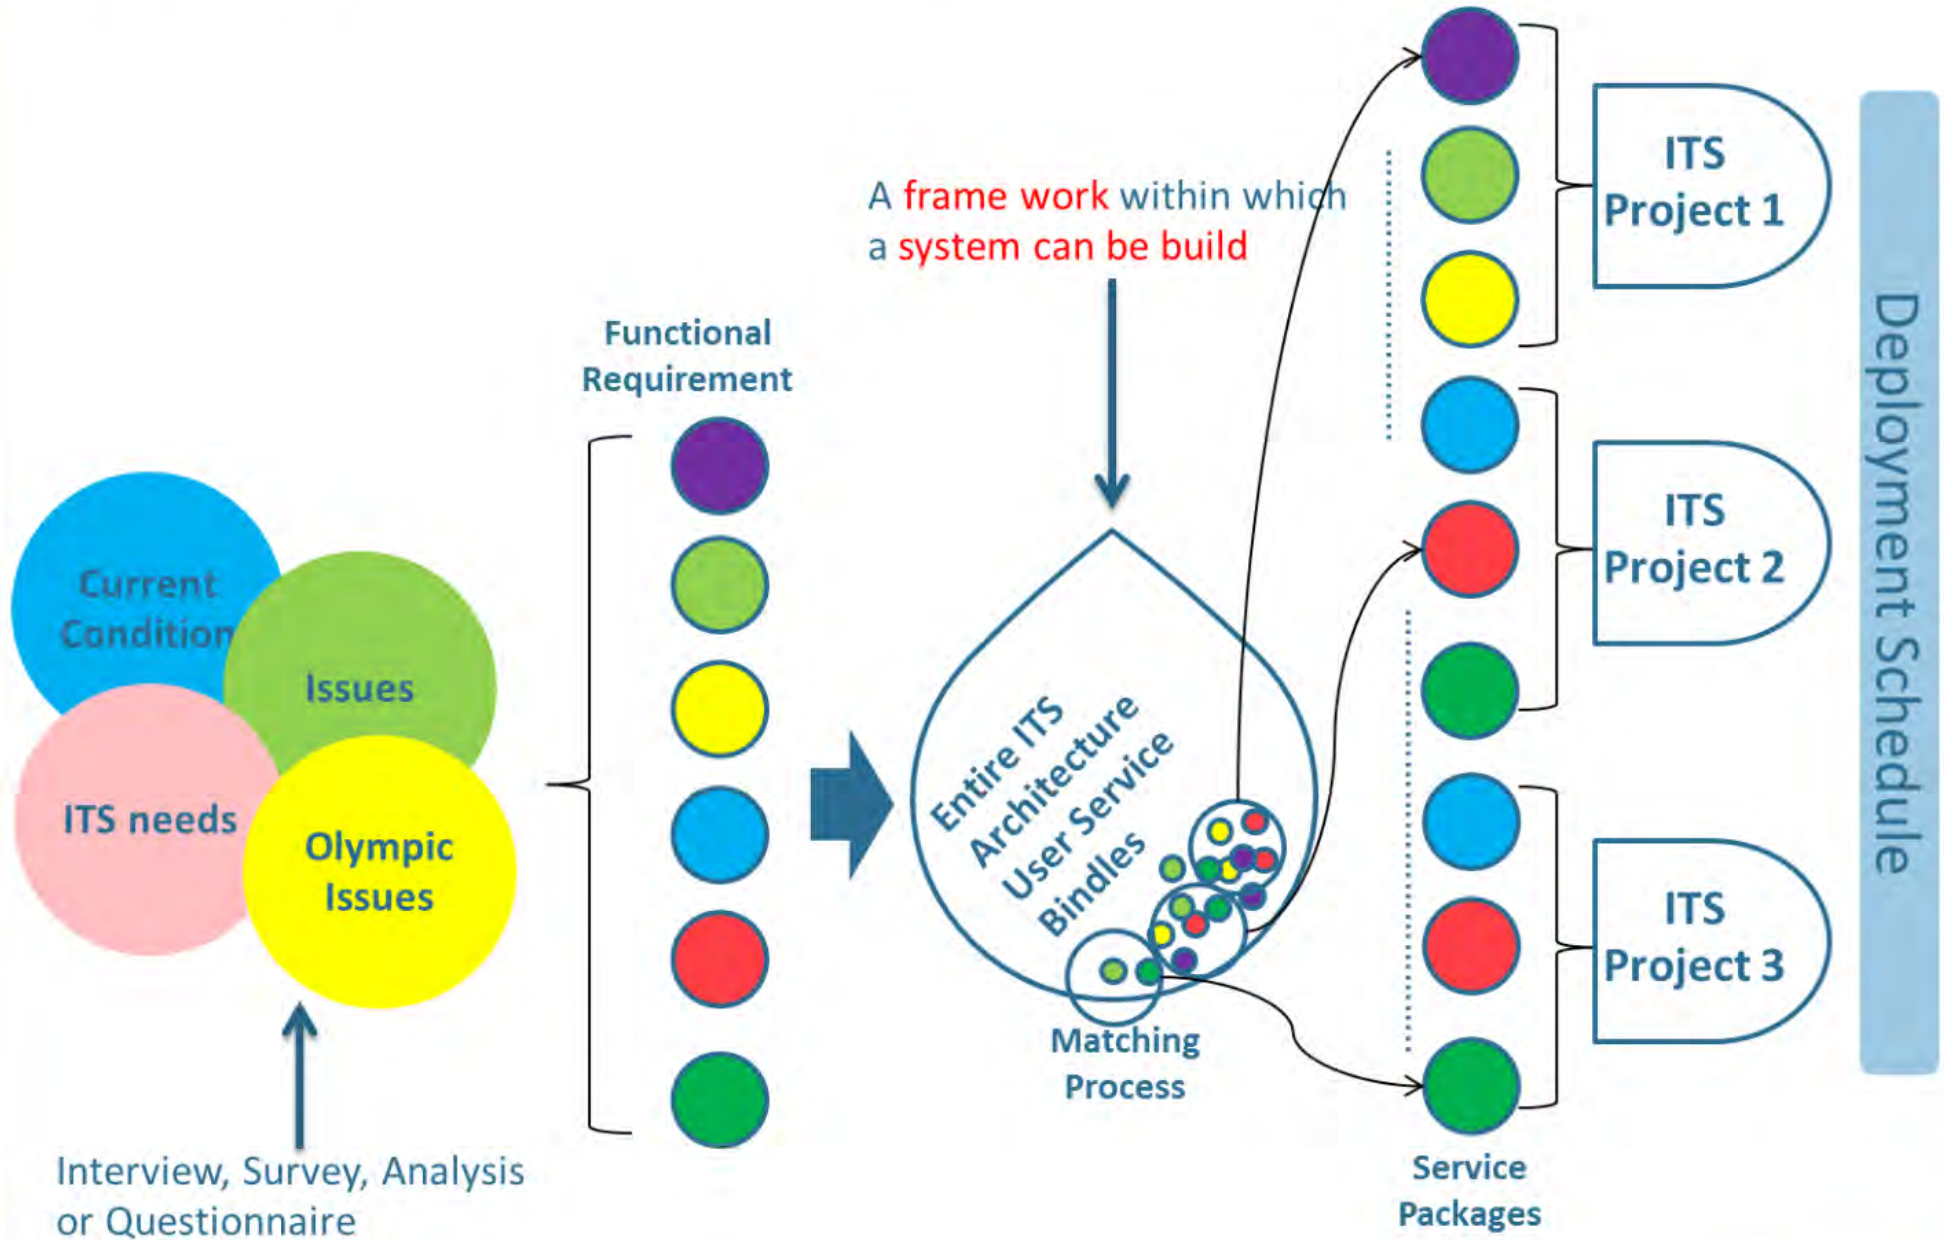 Current
Condition
Issues
ITS needs
Olympic
Issues
Interview, Survey, Analysis
or Questionnaire
Functional
Requirement
A frame work within which
a system can be build
Entire ITS
Architecture
User Service
Bindles
Matching
Process
Service
Packages
ITS
Project 1
ITS
Project 2
ITS
Project 3
Deployment Schedule